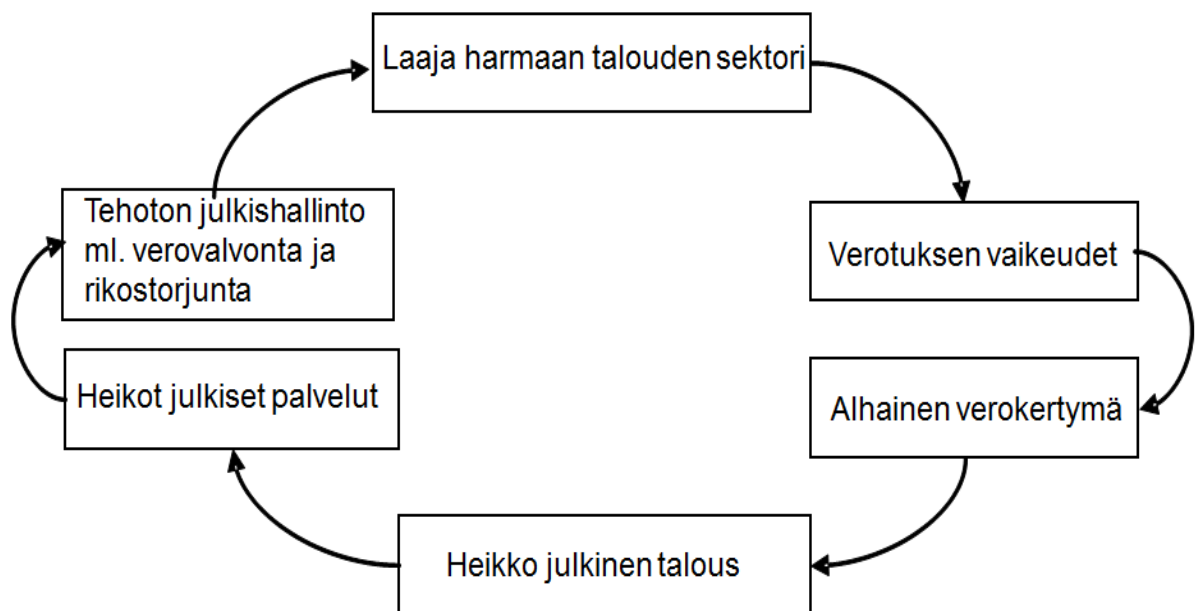 Laaja harmaan talouden sektori
Verotuksen vaikeudet
Alhainen verokertymä
Heikko julkinen talous
Heikot julkiset palvelut
Tehoton julkishallinto
ml. verovalvonta ja
rikostorjunta